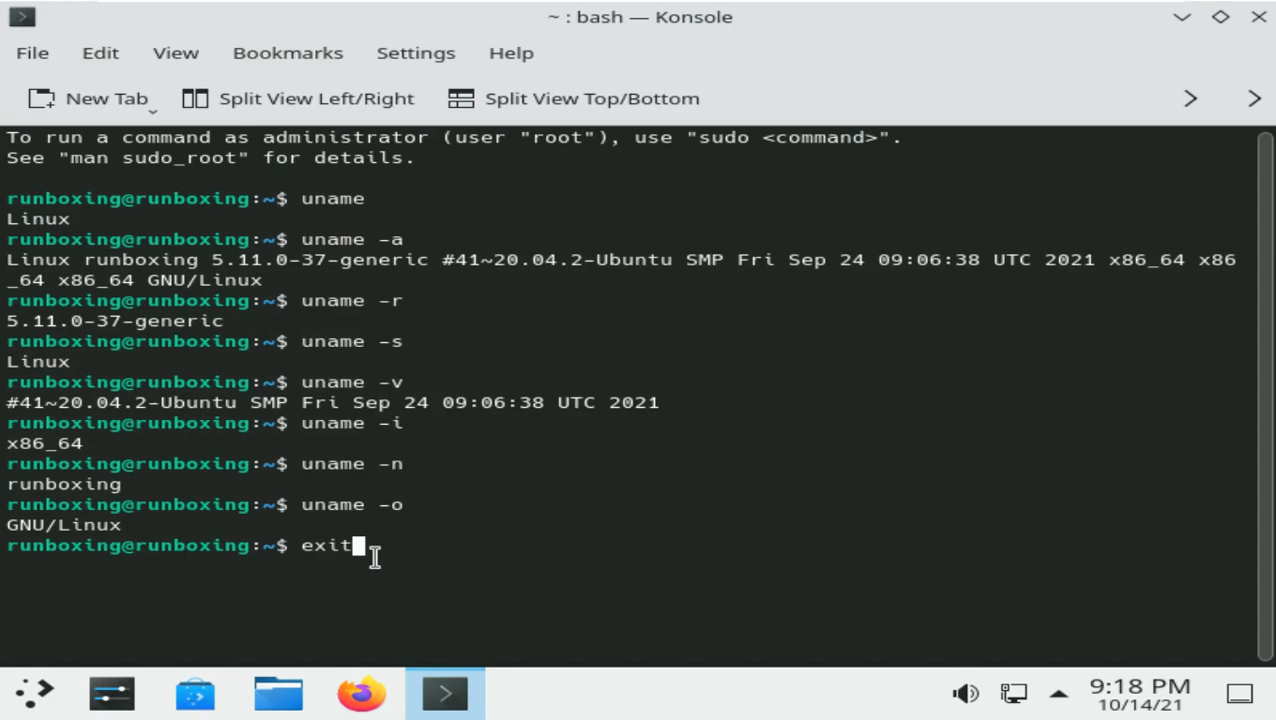 ~ : bash — Konsole
File Edit View Bookmarks Settings Help
New Tab Split View Left/Right Split View Top/Bottom
To run a command as administrator (user "root"), use "sudo <command>".
See "man sudo_root" for details.
runboxing@runboxing:~$ uname
Linux
runboxing@runboxing:~$ uname -a
Linux runboxing 5.11.0-37-generic #41~20.04.2-Ubuntu SMP Fri Sep 24 09:06:38 UTC 2021 x86_64 x86
_64 x86_64 GNU/Linux
runboxing@runboxing:~$ uname -r
5.11.0-37-generic
runboxing@runboxing:~$ uname -s
Linux
runboxing@runboxing:~$ uname -v
#41~20.04.2-Ubuntu SMP Fri Sep 24 09:06:38 UTC 2021
runboxing@runboxing:~$ uname -i
x86_64
runboxing@runboxing:~$ uname -n
runboxing
runboxing@runboxing:~$ uname -o
GNU/Linux
runboxing@runboxing:~$ exit
9:18 PM
10/14/21